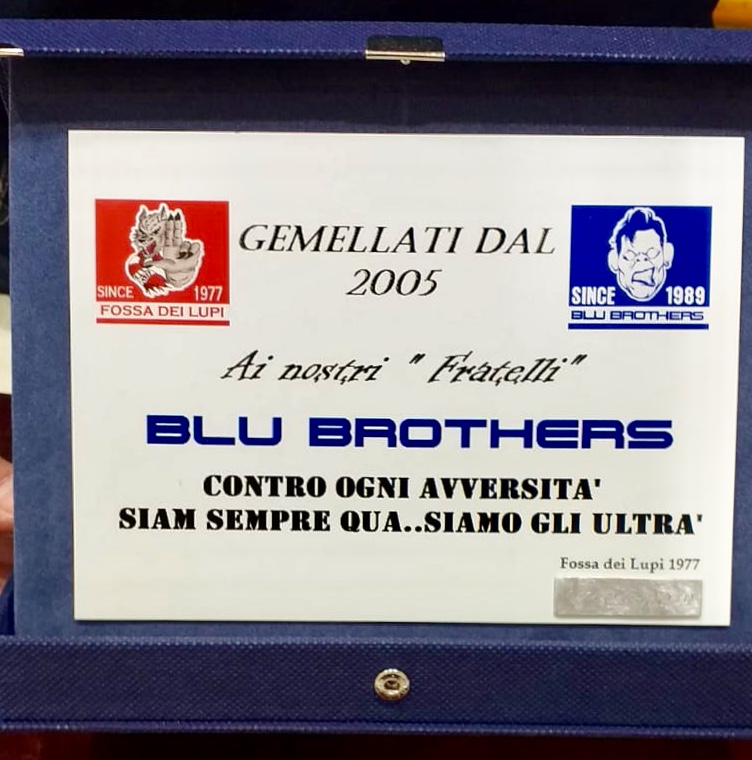 GEMELLATI DAL
2005
SINCE 1977
FOSSA DEI LUPI
SINCE 1989
BLU BROTHERS
Ai nostri " Fratelli"
BLU BROTHERS
CONTRO OGNI AVVERSITA'
SIAM SEMPRE QUA..SIAMO GLI ULTRA'
Fossa dei Lupi 1977